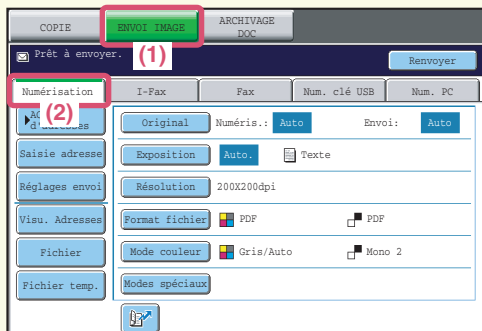 COPIE
ENVOI IMAGE
ARCHIVAGE
DOC
Prêt à envoyer.
(1)
Renvoyer
Numérisation
I-Fax
Fax
Num. clé USB
Num. PC
(2)
d'adresses
Original
Numéris.:
Auto
Envoi:
Auto
Saisie adresse
Exposition
Auto.
Texte
Réglages envoi
Résolution
200X200dpi
Visu. Adresses
Format fichier
PDF
PDF
Fichier
Mode couleur
Gris/Auto
Mono 2
Fichier temp.
Modes spéciaux